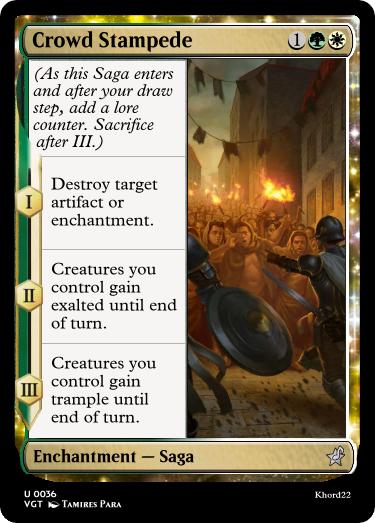 Crowd Stampede 1
(As this Saga enters
and after your draw
step, add a lore
counter. Sacrifice
after III.)
I
Destroy target
artifact or
enchantment.
II
Creatures you
control gain
exalted until end
of turn.
III
Creatures you
control gain
trample until
end of turn.
Enchantment — Saga
U 0036
VGT TAMIRES PARA
Khord22